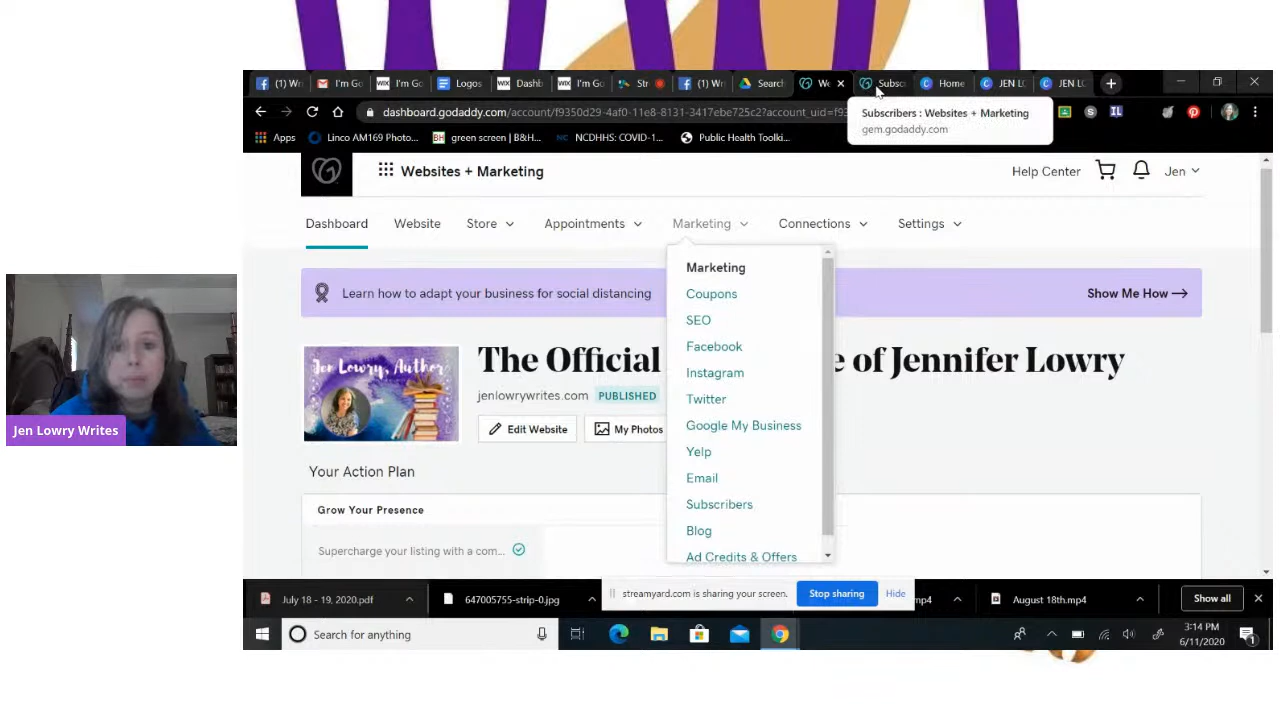 (1) Wr
I'm Go
I'm Go
Logos
Dashb
I'm Go
Str
(1) Wr
Search
We
Subsc
Home
JEN LC
JEN LC
dashboard.godaddy.com/account/f9350d29-4af0-11e8-8131-3417ebe725c2?account_uid=f93
Subscribers : Websites + Marketing
gem.godaddy.com
Apps
Linco AM169 Photo...
green screen | B&H...
NCDHHS: COVID-1...
Public Health Toolki...
Websites + Marketing
Help Center
Jen
Dashboard
Website
Store
Appointments
Marketing
Connections
Settings
Marketing
Coupons
SEO
Facebook
Instagram
Twitter
Google My Business
Yelp
Email
Subscribers
Blog
Ad Credits & Offers
Learn how to adapt your business for social distancing
Show Me How
Jen Lowry, Author
The Official
e of Jennifer Lowry
jenlowrywrites.com
PUBLISHED
Edit Website
My Photos
Your Action Plan
Grow Your Presence
Supercharge your listing with a com...
Jen Lowry Writes
July 18 - 19, 2020.pdf
647005755-strip-0.jpg
streamyard.com is sharing your screen.
Stop sharing
Hide
mp4
August 18th.mp4
Show all
Search for anything
3:14 PM
6/11/2020